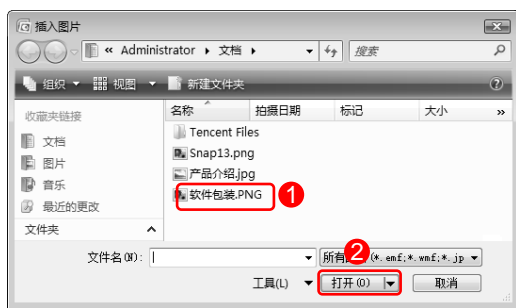 插入图片
« Administrator 文档 搜索
组织 视图 新建文件夹
收藏夹链接
文档
图片
音乐
最近的更改
文件夹
名称 拍摄日期 标记 大小 »
Tencent Files
Snap13.png
产品介绍.jpg
软件包装.PNG 1
文件名(N): 所有 2 (*.emf;*.wmf;*.jp
工具(L) 打开(O) 取消